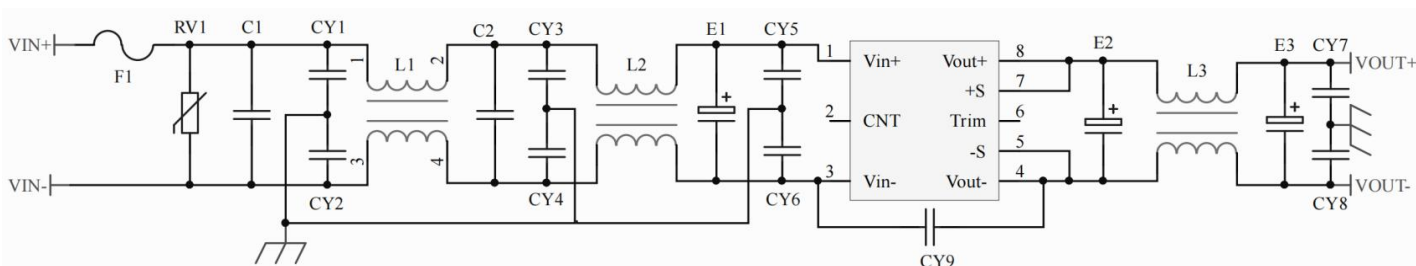 RV1 C1 CY1 C2 CY3 E1 CY5
VIN+
F1
1 L1 2
L2
1 Vin+ Vout+ 8
+S 7
2 CNT Trim 6
-S 5
3 Vin- Vout- 4
E2 L3 E3 CY7
VOUT+
+
+
+
3 4
VIN-
CY2 CY4 CY6
VOUT-
CY8
CY9